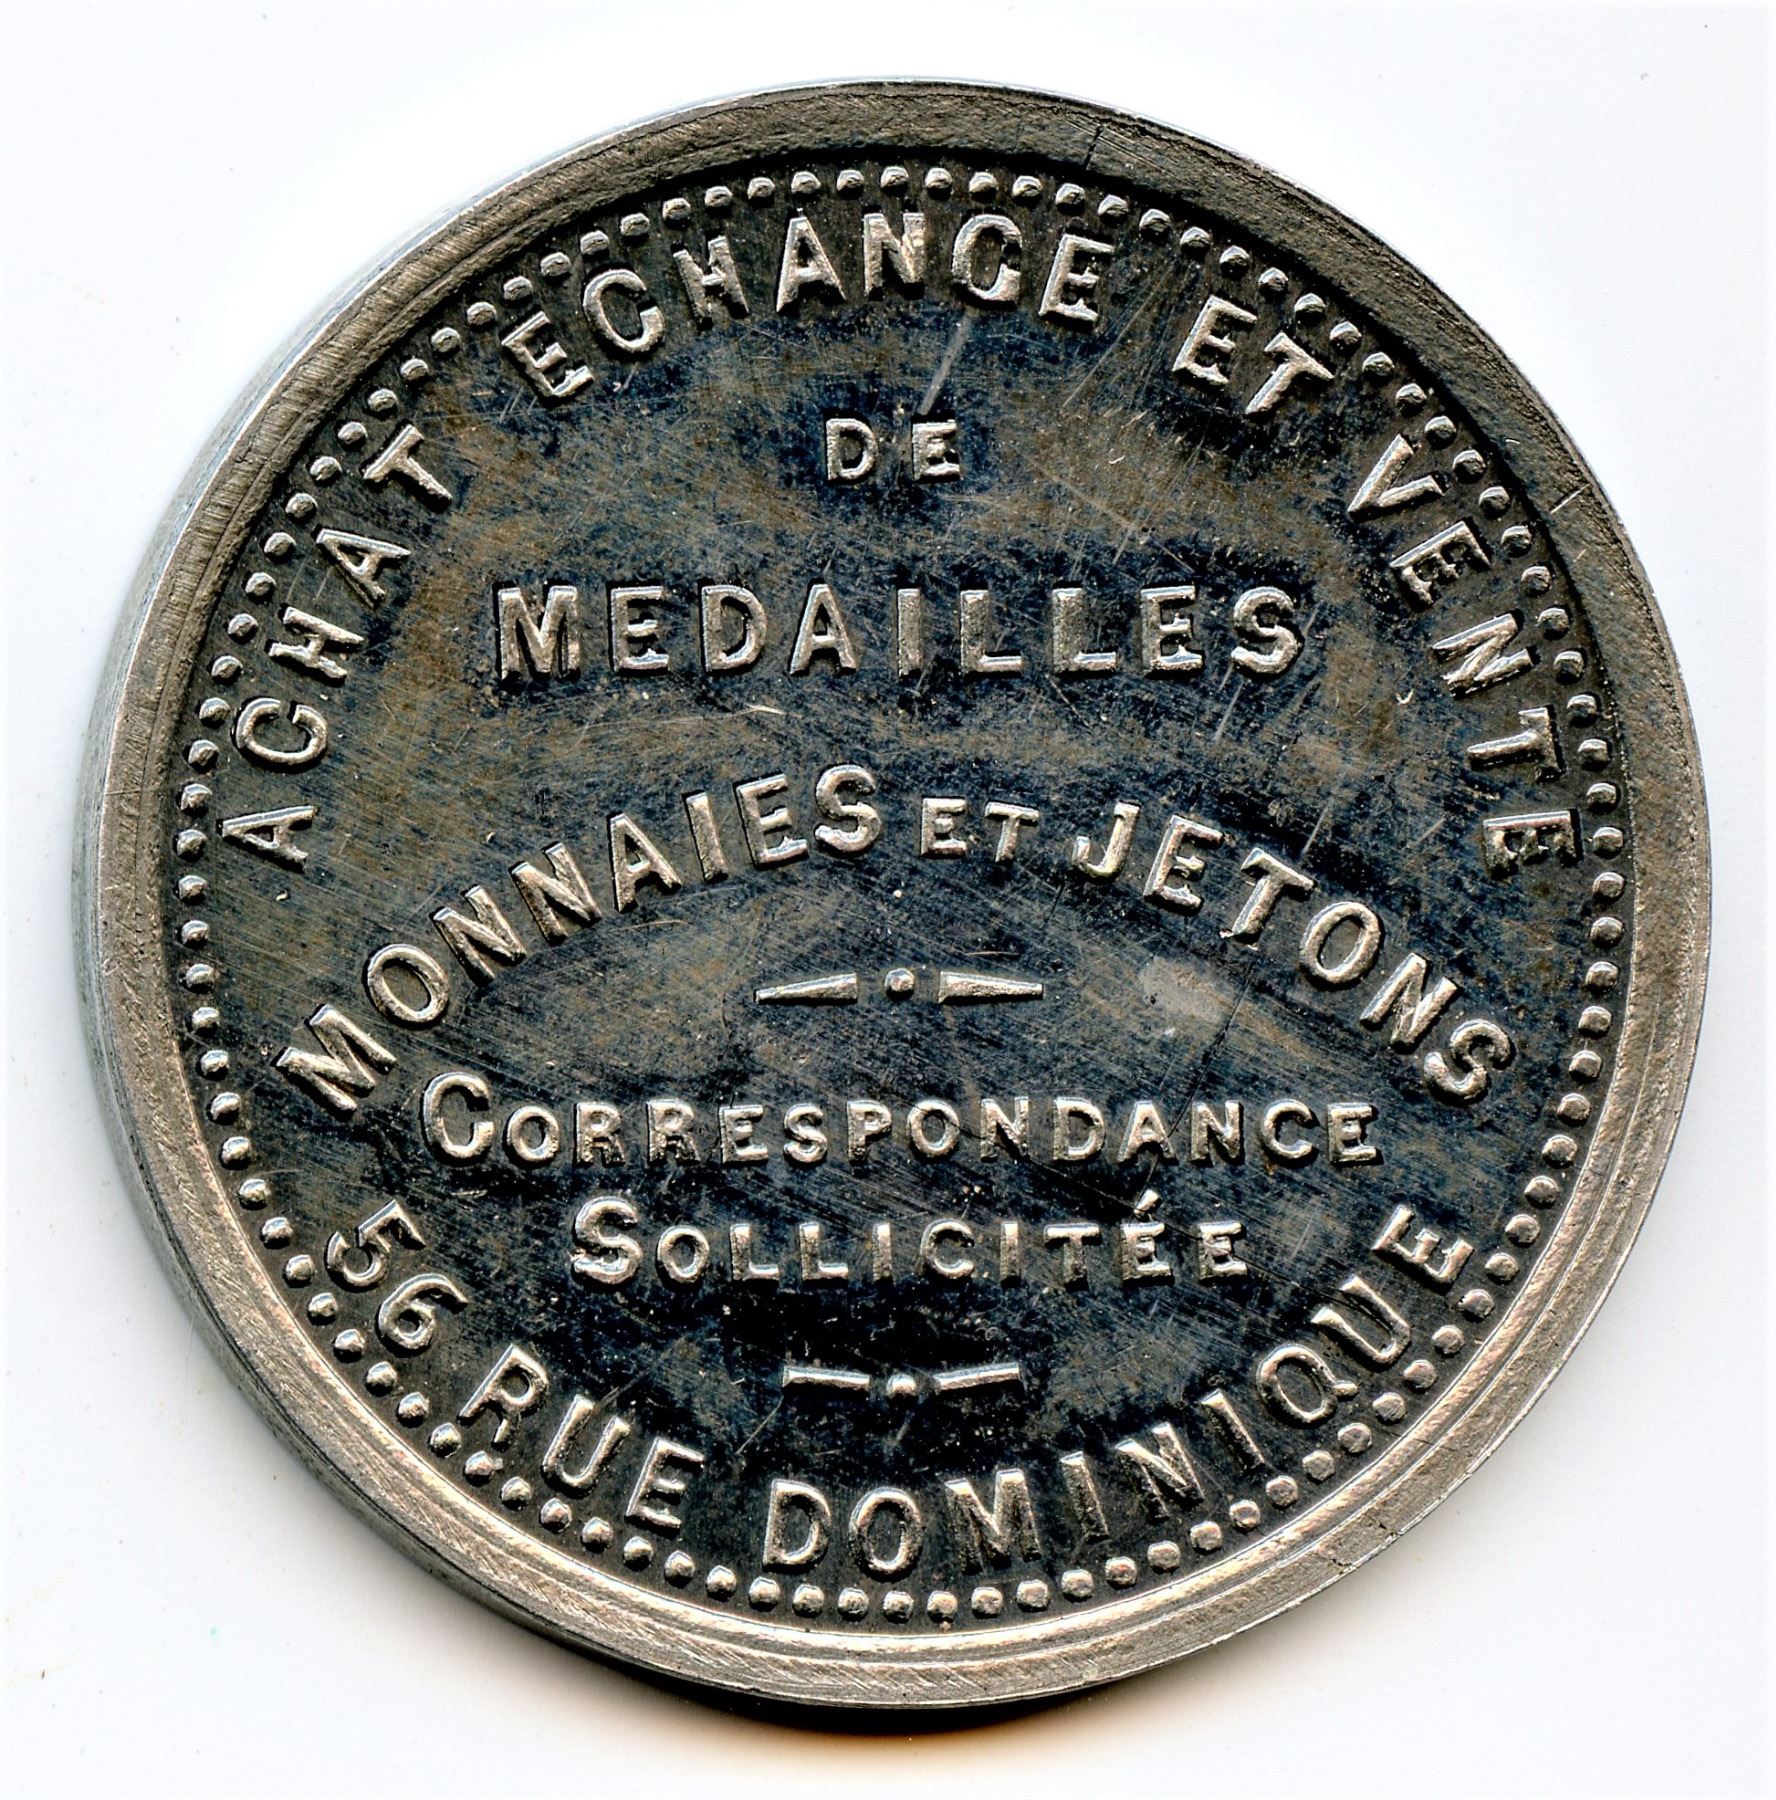 ACHAT ECHANGE ET VENTE
DE
MEDAILLES
MONNAIES ET JETONS
CORRESPONDANCE
SOLLICITÉE
56 RUE DOMINIQUE